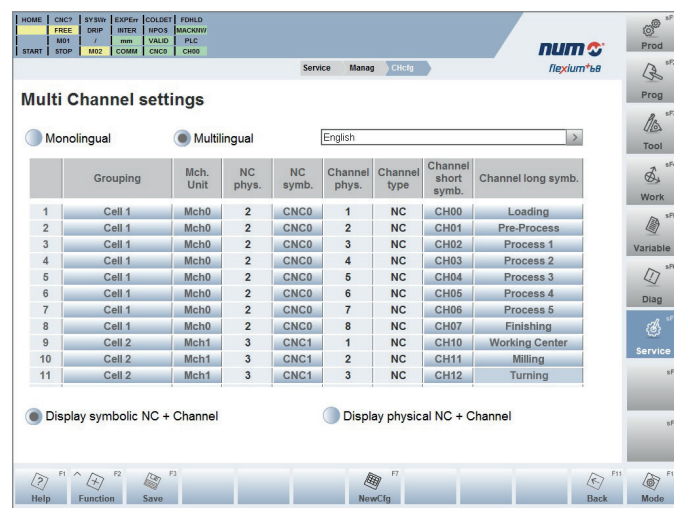 HOME CNC? SYSWr EXPErr COLDET FDHLD
FREE DRIP INTER NPOS MACKNW
M01 / mm VALID PLC
START STOP M02 COMM CNC0 CH00
num
flexium+68
Service Manag CHcfg
Multi Channel settings
Monolingual Multilingual English >
Grouping Mch. Unit NC phys. NC symb. Channel phys. Channel type Channel short symb. Channel long symb.
1 Cell 1 Mch0 2 CNC0 1 NC CH00 Loading
2 Cell 1 Mch0 2 CNC0 2 NC CH01 Pre-Process
3 Cell 1 Mch0 2 CNC0 3 NC CH02 Process 1
4 Cell 1 Mch0 2 CNC0 4 NC CH03 Process 2
5 Cell 1 Mch0 2 CNC0 5 NC CH04 Process 3
6 Cell 1 Mch0 2 CNC0 6 NC CH05 Process 4
7 Cell 1 Mch0 2 CNC0 7 NC CH06 Process 5
8 Cell 1 Mch0 2 CNC0 8 NC CH07 Finishing
9 Cell 2 Mch1 3 CNC1 1 NC CH10 Working Center
10 Cell 2 Mch1 3 CNC1 2 NC CH11 Milling
11 Cell 2 Mch1 3 CNC1 3 NC CH12 Turning
Display symbolic NC + Channel Display physical NC + Channel
F1 F2 F3 F7 F11
Help Function Save NewCfg Back Mode
Prod
Prog
Tool
Work
Variable
Diag
Service